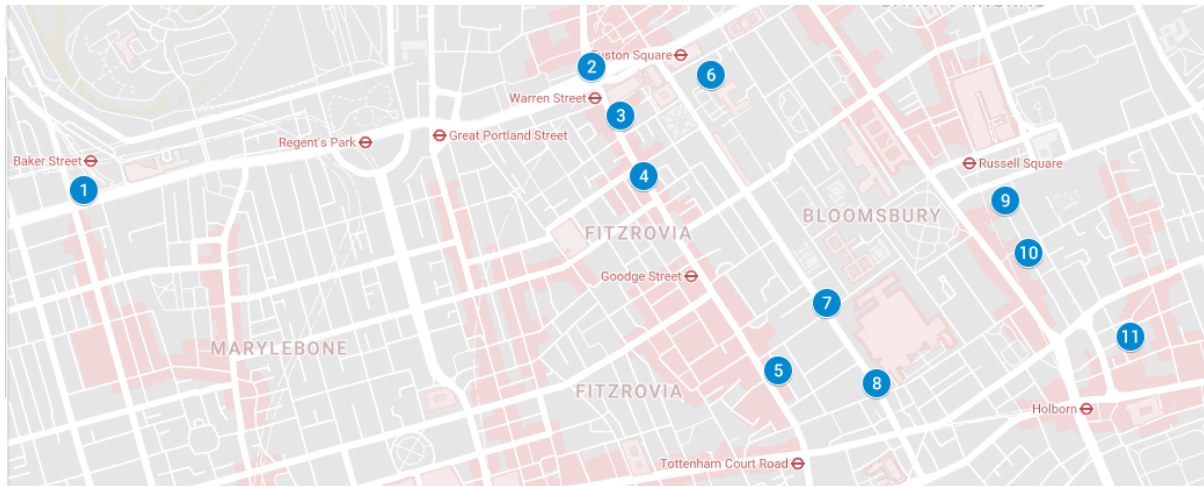 2
Euston Square
6
Warren Street
3
Great Portland Street
Regent's Park
Baker Street
Russell Square
1
4
9
BLOOMSBURY
FITZROVIA
10
Goodge Street
7
11
MARYLEBONE
5
8
FITZROVIA
Holborn
Tottenham Court Road